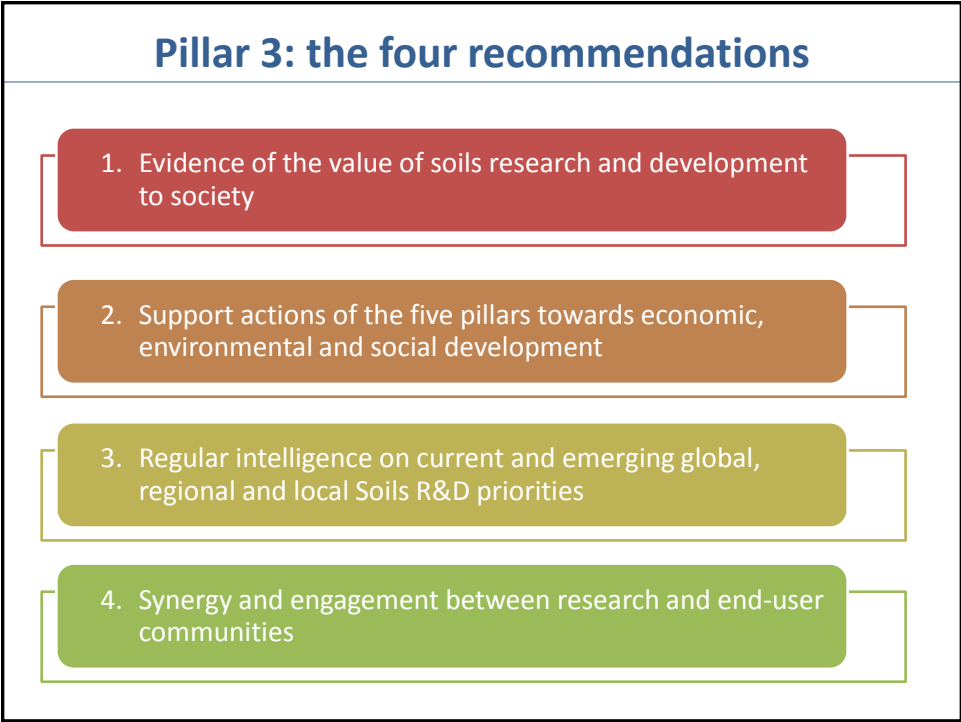 Pillar 3: the four recommendations
1. Evidence of the value of soils research and development
to society
2. Support actions of the five pillars towards economic,
environmental and social development
3. Regular intelligence on current and emerging global,
regional and local Soils R&D priorities
4. Synergy and engagement between research and end-user
communities